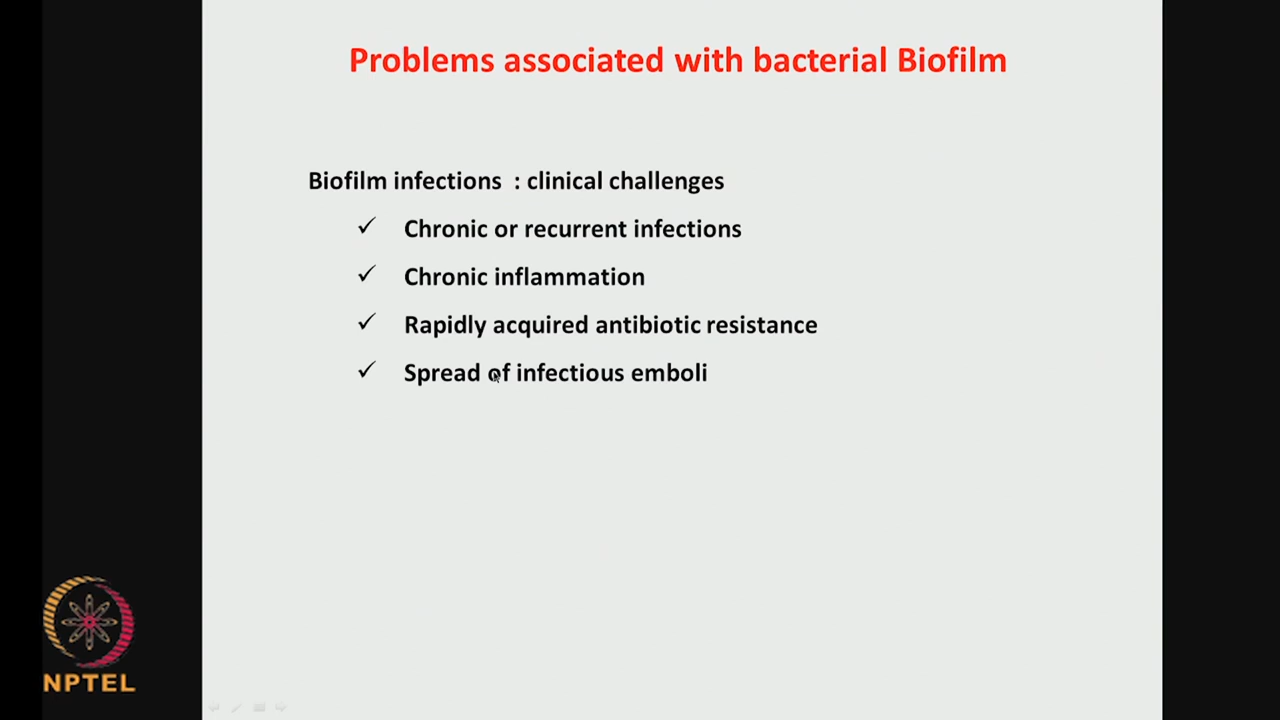 Problems associated with bacterial Biofilm
Biofilm infections : clinical challenges
✓ Chronic or recurrent infections
✓ Chronic inflammation
✓ Rapidly acquired antibiotic resistance
✓ Spread of infectious emboli
NPTEL